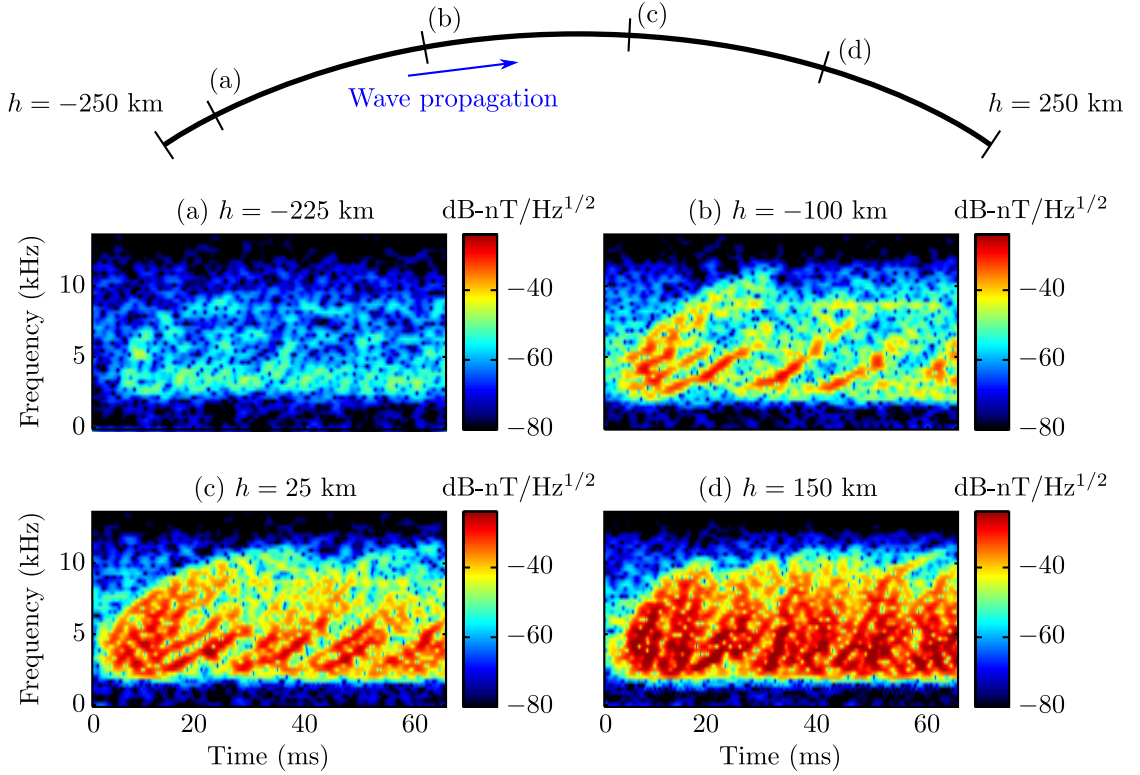 (b)
(c)
(a)
(d)
Wave propagation
h = −250 km
h = 250 km
(a) h = −225 km
dB-nT/Hz^{1/2}
(b) h = −100 km
dB-nT/Hz^{1/2}
Frequency (kHz)
10
5
0
−40
−60
−80
10
5
0
−40
−60
−80
(c) h = 25 km
dB-nT/Hz^{1/2}
(d) h = 150 km
dB-nT/Hz^{1/2}
Frequency (kHz)
10
5
0
−40
−60
−80
10
5
0
−40
−60
−80
0 20 40 60
0 20 40 60
Time (ms)
Time (ms)